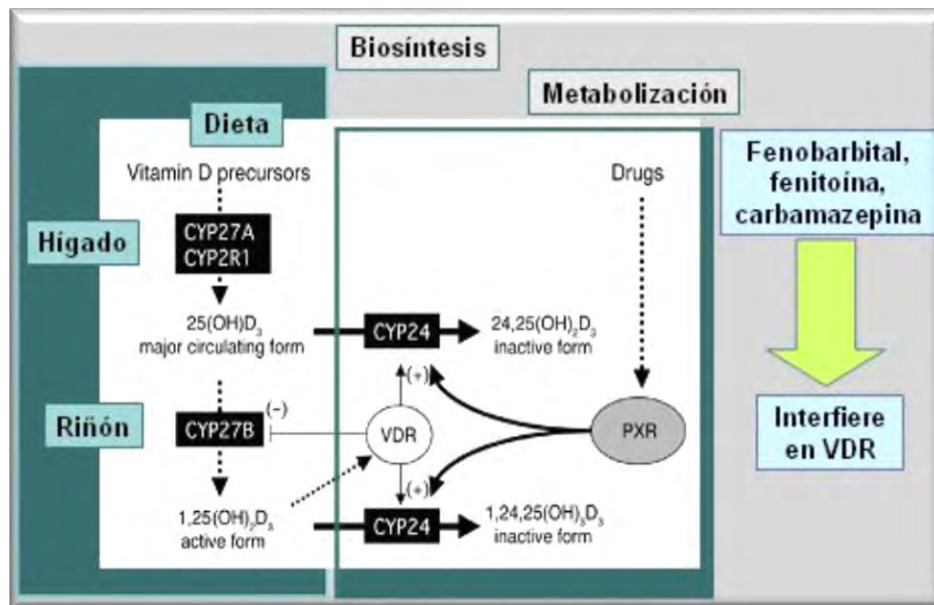 Biosíntesis
Metabolización
Dieta
Vitamin D precursors
Hígado
CYP27A
CYP2R1
25(OH)D₃
major circulating form
Riñón
CYP27B
(−)
1,25(OH)₂D₃
active form
Drugs
CYP24
24,25(OH)₂D₃
inactive form
(+)
VDR
PXR
(+)
CYP24
1,24,25(OH)₃D₃
inactive form
Fenobarbital,
fenitoína,
carbamazepina
Interfiere
en VDR